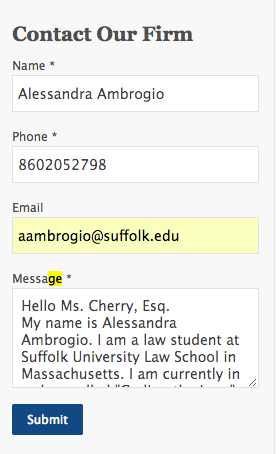 Contact Our Firm
Name *
Alessandra Ambrogio
Phone *
8602052798
Email
aambrogio@suffolk.edu
Message *
Hello Ms. Cherry, Esq.
My name is Alessandra
Ambrogio. I am a law student at
Suffolk University Law School in
Massachusetts. I am currently in
Submit